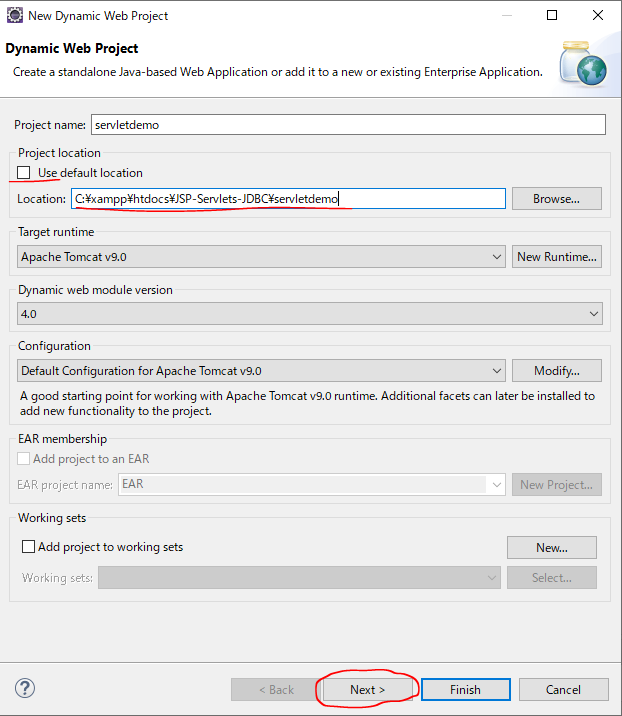 New Dynamic Web Project
Dynamic Web Project
Create a standalone Java-based Web Application or add it to a new or existing Enterprise Application.
Project name: servletdemo
Project location
Use default location
Location: C:¥xampp¥htdocs¥JSP-Servlets-JDBC¥servletdemo Browse...
Target runtime
Apache Tomcat v9.0 New Runtime...
Dynamic web module version
4.0
Configuration
Default Configuration for Apache Tomcat v9.0 Modify...
A good starting point for working with Apache Tomcat v9.0 runtime. Additional facets can later be installed to
add new functionality to the project.
EAR membership
Add project to an EAR
EAR project name: EAR New Project...
Working sets
Add project to working sets New...
Working sets: Select...
? < Back Next > Finish Cancel